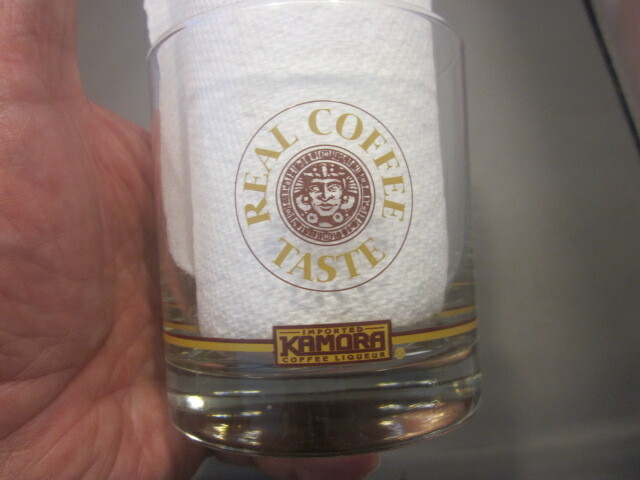 REAL COFFEE
TASTE
IMPORTED
KAMORA
COFFEE LIQUEUR